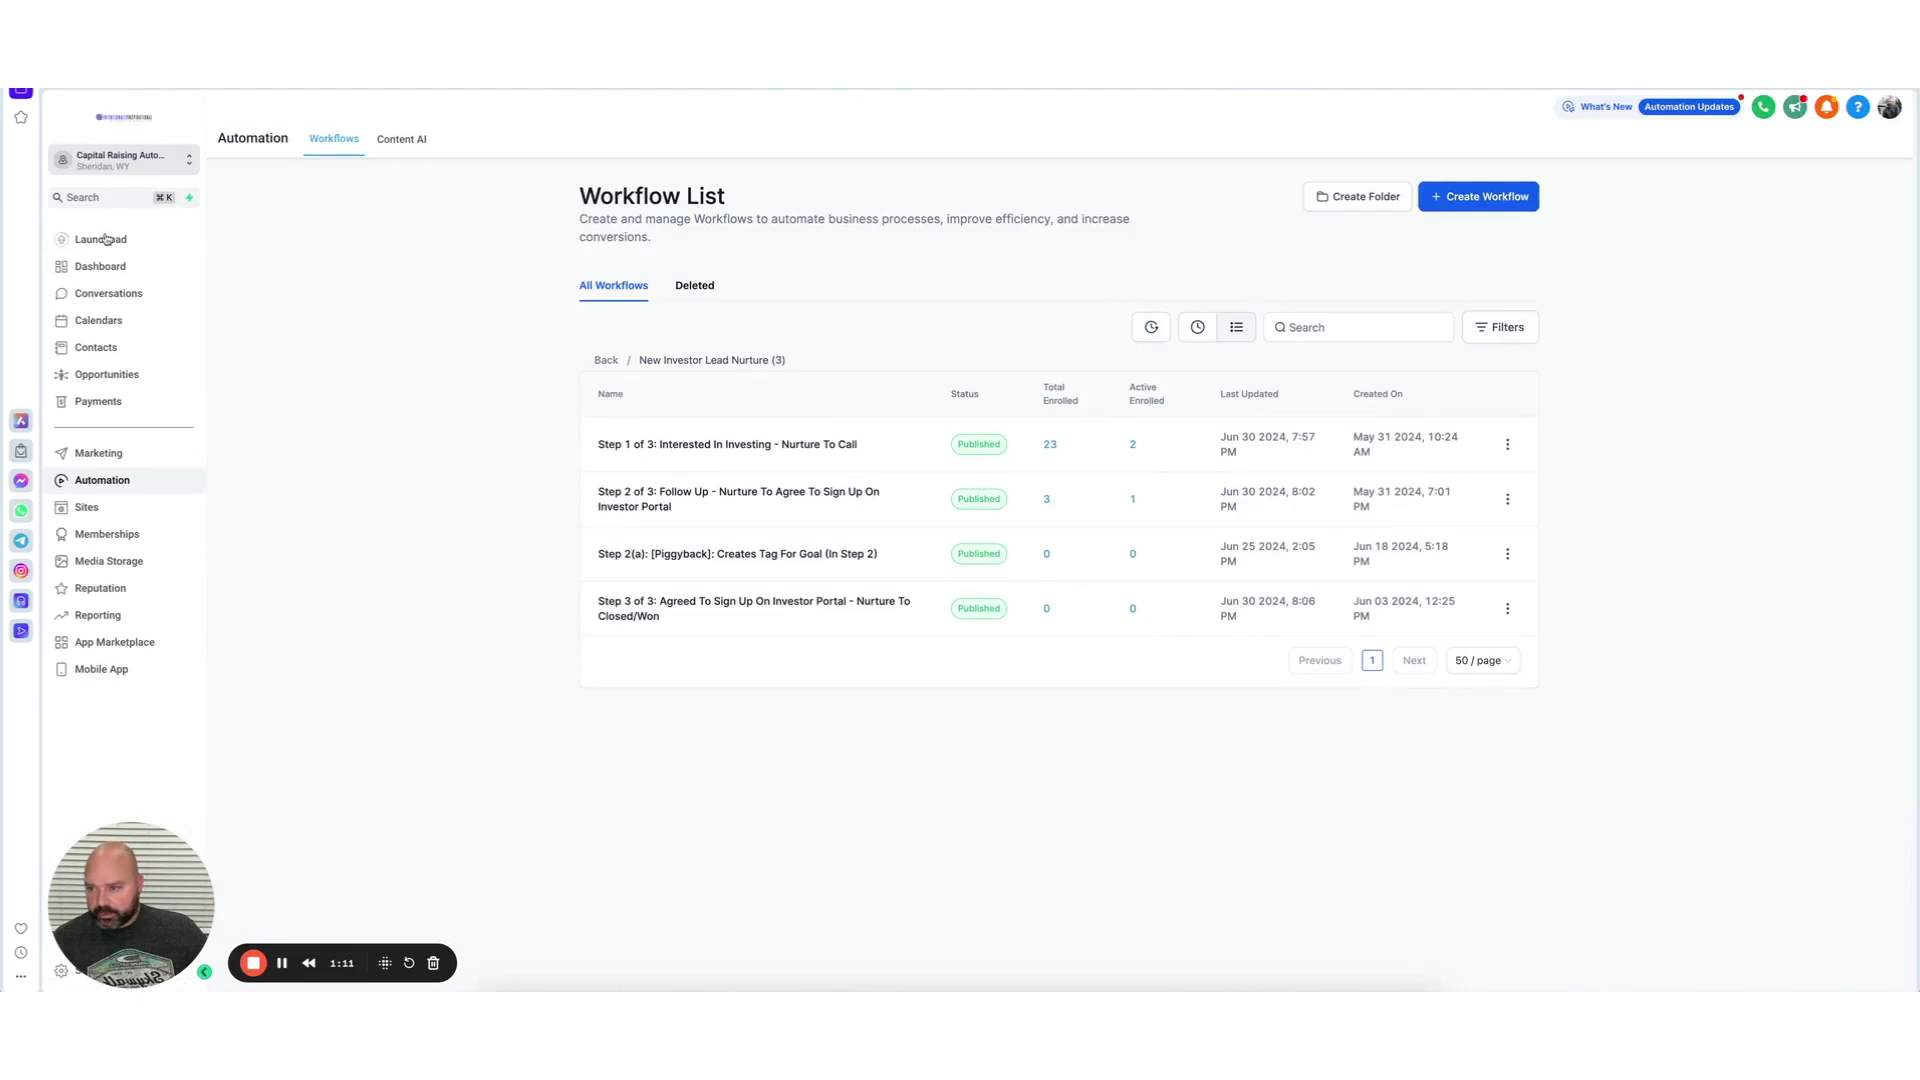 What's New
Automation Updates
Automation
Workflows
Content AI
Capital Raising Auto...
Sheridan, WY
Search
⌘ K
Launchpad
Dashboard
Conversations
Calendars
Contacts
Opportunities
Payments
Marketing
Automation
Sites
Memberships
Media Storage
Reputation
Reporting
App Marketplace
Mobile App
Workflow List
Create and manage Workflows to automate business processes, improve efficiency, and increase
conversions.
Create Folder
+ Create Workflow
All Workflows
Deleted
Search
Filters
Back / New Investor Lead Nurture (3)
Name
Status
Total
Enrolled
Active
Enrolled
Last Updated
Created On
Step 1 of 3: Interested In Investing - Nurture To Call
Published
23
2
Jun 30 2024, 7:57
PM
May 31 2024, 10:24
AM
Step 2 of 3: Follow Up - Nurture To Agree To Sign Up On
Investor Portal
Published
3
1
Jun 30 2024, 8:02
PM
May 31 2024, 7:01
PM
Step 2(a): [Piggyback]: Creates Tag For Goal (In Step 2)
Published
0
0
Jun 25 2024, 2:05
PM
Jun 18 2024, 5:18
PM
Step 3 of 3: Agreed To Sign Up On Investor Portal - Nurture To
Closed/Won
Published
0
0
Jun 30 2024, 8:06
PM
Jun 03 2024, 12:25
PM
Previous
1
Next
50 / page
1:11